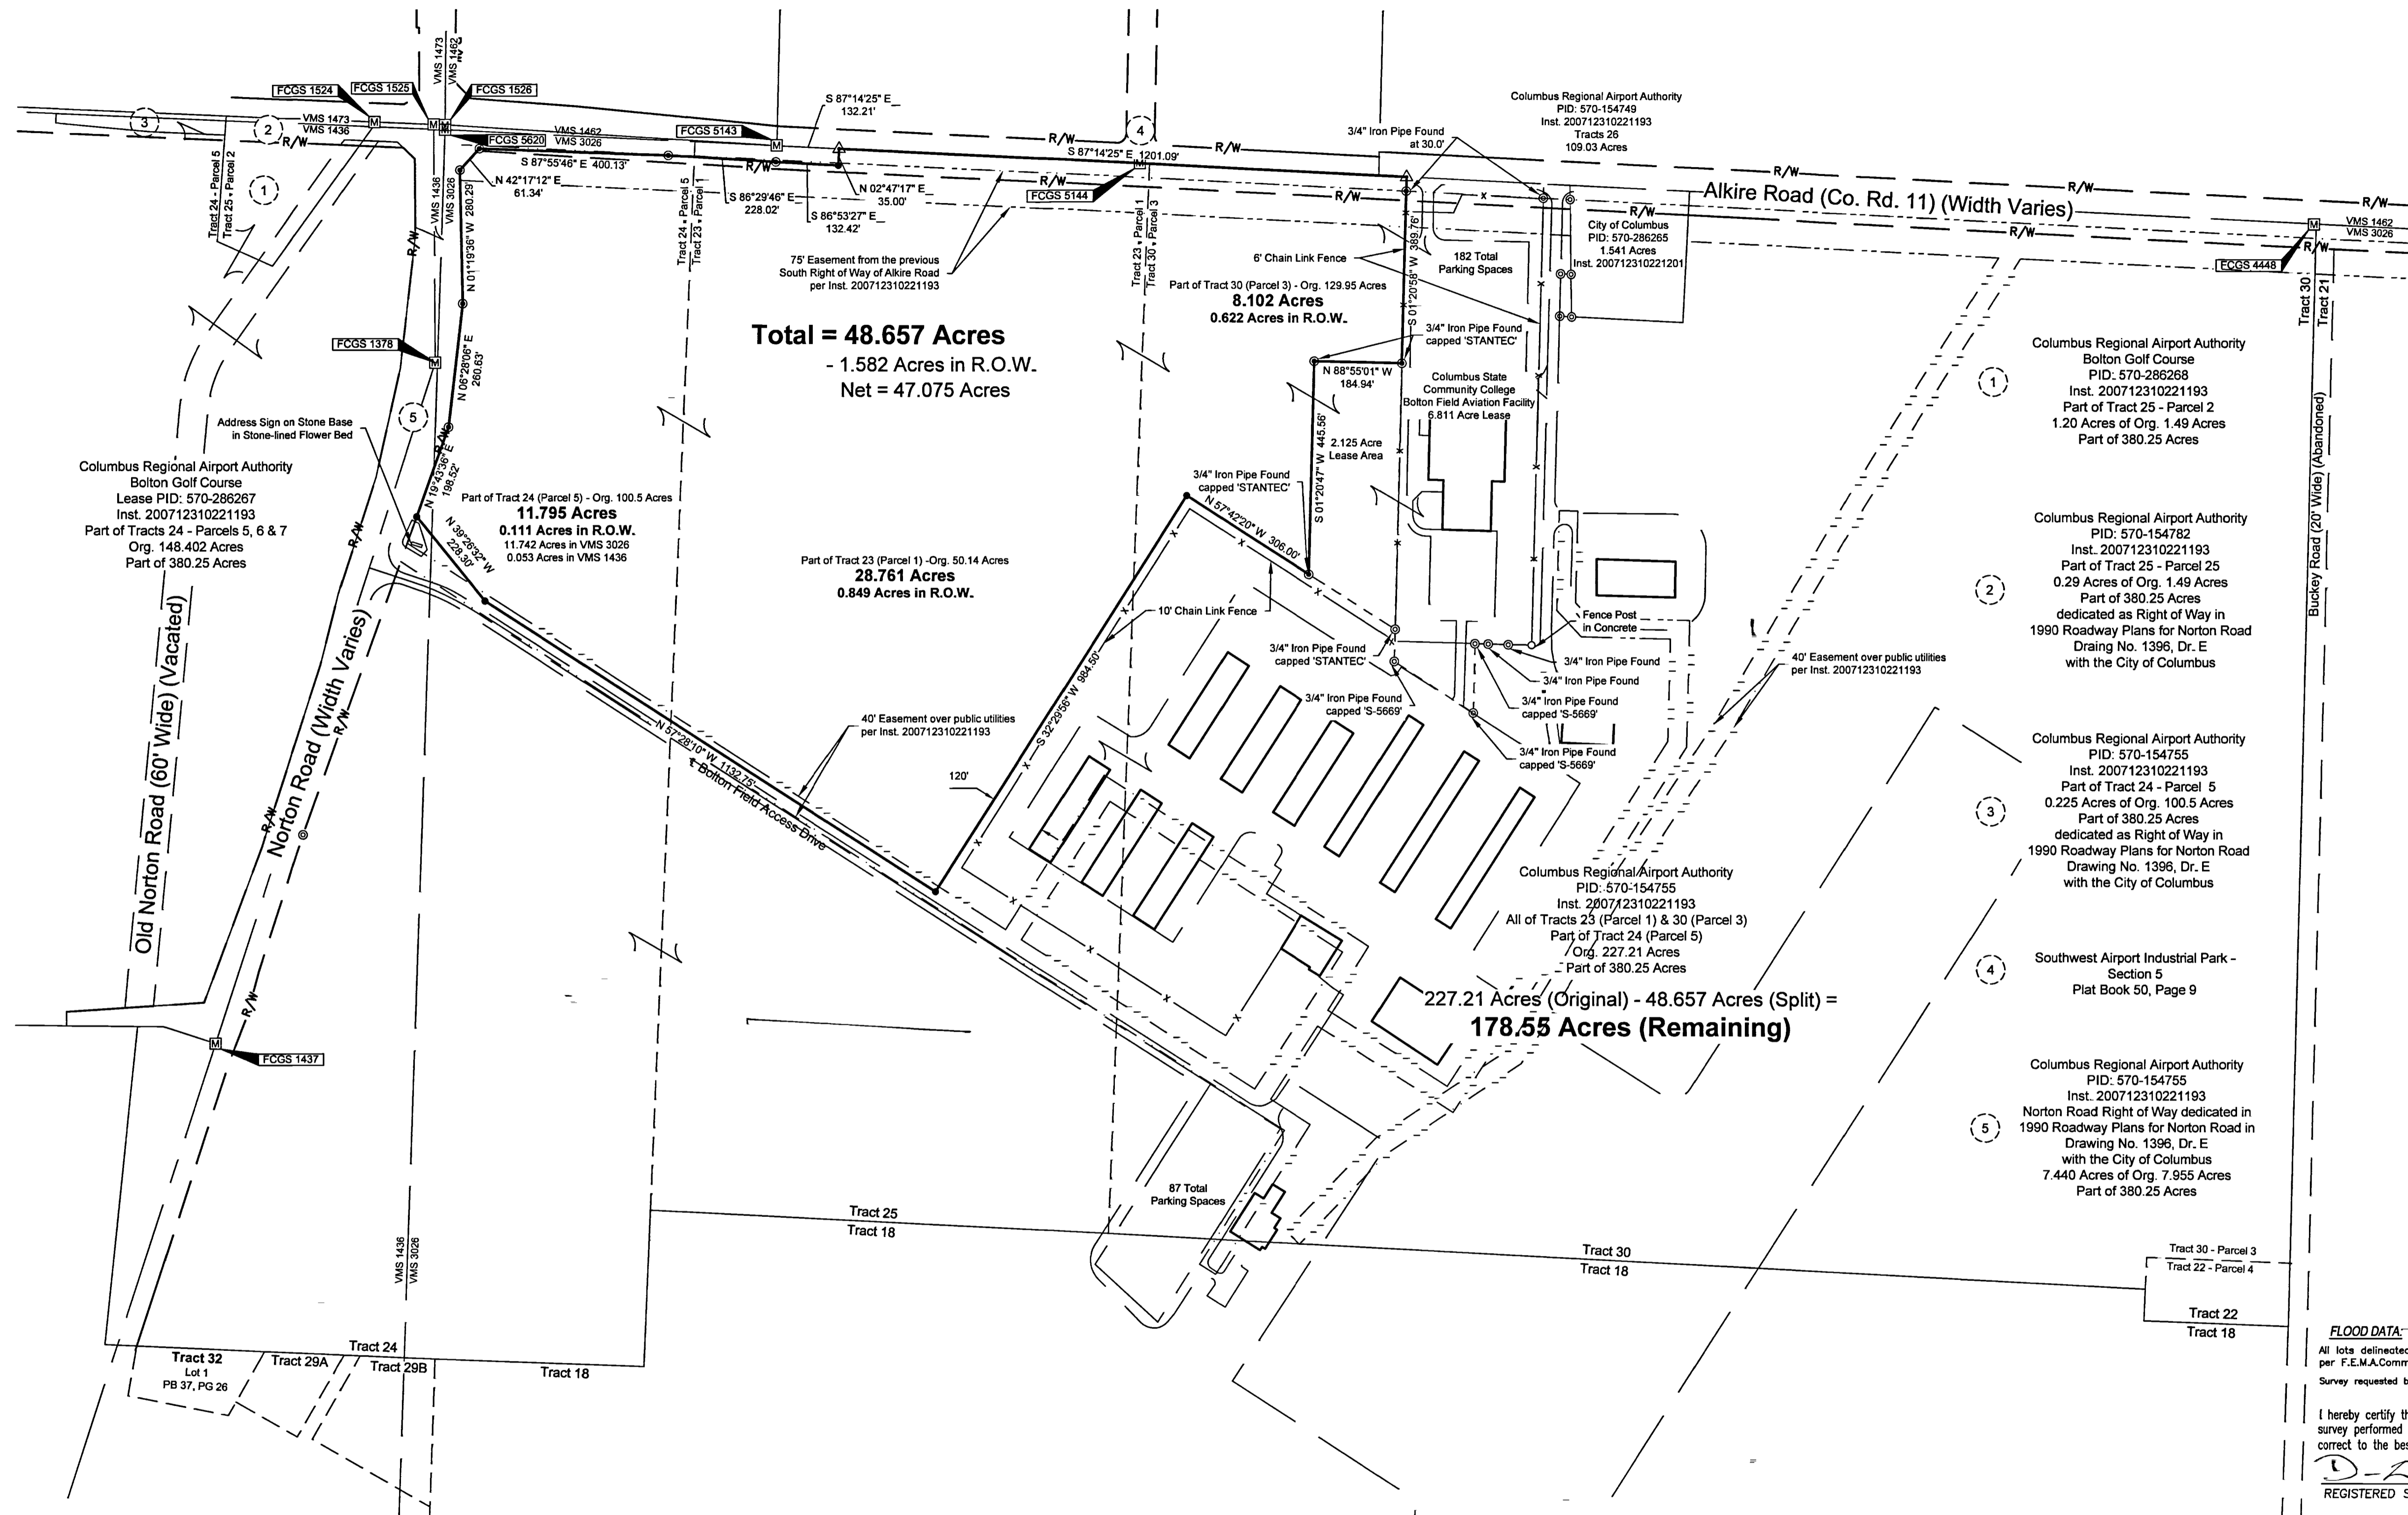 VMS 1473
VMS 1462
FCGS 1524
FCGS 1525
FCGS 1526
3
2
VMS 1473
VMS 1436
R/W
VMS 1462
VMS 3026
FCGS 5620
FCGS 5143
S 87°14'25" E
132.21'
R/W
4
R/W
3/4" Iron Pipe Found
at 30.0'
Columbus Regional Airport Authority
PID: 570-154749
Inst. 200712310221193
Tracts 26
109.03 Acres
R/W
R/W
R/W
S 87°14'25" E 1201.09'
S 87°55'46" E 400.13'
R/W
R/W
R/W
R/W
R/W
R/W
Alkire Road (Co. Rd. 11) (Width Varies)
VMS 1462
VMS 3026
FCGS 4448
FCGS 5144
1
Tract 24 - Parcel 5
Tract 25 - Parcel 2
VMS 1436
VMS 3026
R/W
N 42°17'12" E
61.34'
S 86°29'46" E
228.02'
S 86°53'27" E
132.42'
N 02°47'17" E
35.00'
N 01°19'36" W 280.29'
Tract 24 - Parcel 5
Tract 23 - Parcel 1
Tract 23 - Parcel 1
Tract 30 - Parcel 3
75' Easement from the previous
South Right of Way of Alkire Road
per Inst. 200712310221193
6' Chain Link Fence
S 01°20'58" W 389.76'
182 Total
Parking Spaces
City of Columbus
PID: 570-286265
1.541 Acres
Inst. 200712310221201
Part of Tract 30 (Parcel 3) - Org. 129.95 Acres
8.102 Acres
0.622 Acres in R.O.W.
Total = 48.657 Acres
- 1.582 Acres in R.O.W.
Net = 47.075 Acres
3/4" Iron Pipe Found
capped 'STANTEC'
FCGS 1378
N 06°28'06" E
260.63'
N 88°55'01" W
184.94'
Columbus State
Community College
Bolton Field Aviation Facility
6.811 Acre Lease
Tract 30
Tract 21
Buckey Road (20' Wide) (Abandoned)
5
Address Sign on Stone Base
in Stone-lined Flower Bed
R/W
N 19°43'36" E
198.52'
Columbus Regional Airport Authority
Bolton Golf Course
Lease PID: 570-286267
Inst. 200712310221193
Part of Tracts 24 - Parcels 5, 6 & 7
Org. 148.402 Acres
Part of 380.25 Acres
Part of Tract 24 (Parcel 5) - Org. 100.5 Acres
11.795 Acres
0.111 Acres in R.O.W.
11.742 Acres in VMS 3026
0.053 Acres in VMS 1436
N 39°26'32" W
228.30'
S 01°20'47" W 445.56'
2.125 Acre
Lease Area
3/4" Iron Pipe Found
capped 'STANTEC'
N 57°42'20" W 306.00'
Part of Tract 23 (Parcel 1) -Org. 50.14 Acres
28.761 Acres
0.849 Acres in R.O.W.
10' Chain Link Fence
S 32°29'56" W 984.50'
3/4" Iron Pipe Found
capped 'STANTEC'
Fence Post
in Concrete
3/4" Iron Pipe Found
3/4" Iron Pipe Found
3/4" Iron Pipe Found
capped 'S-5669'
3/4" Iron Pipe Found
capped 'S-5669'
3/4" Iron Pipe Found
capped 'S-5669'
40' Easement over public utilities
per Inst. 200712310221193
40' Easement over public utilities
per Inst. 200712310221193
120'
N 57°28'10" W 1132.75'
℄ Bolton Field Access Drive
Old Norton Road (60' Wide) (Vacated)
Norton Road (Width Varies)
R/W
R/W
R/W
R/W
FCGS 1437
Columbus Regional Airport Authority
PID: 570-154755
Inst. 200712310221193
All of Tracts 23 (Parcel 1) & 30 (Parcel 3)
Part of Tract 24 (Parcel 5)
Org. 227.21 Acres
Part of 380.25 Acres
227.21 Acres (Original) - 48.657 Acres (Split) =
178.55 Acres (Remaining)
1
Columbus Regional Airport Authority
Bolton Golf Course
PID: 570-286268
Inst. 200712310221193
Part of Tract 25 - Parcel 2
1.20 Acres of Org. 1.49 Acres
Part of 380.25 Acres
2
Columbus Regional Airport Authority
PID: 570-154782
Inst. 200712310221193
Part of Tract 25 - Parcel 25
0.29 Acres of Org. 1.49 Acres
Part of 380.25 Acres
dedicated as Right of Way in
1990 Roadway Plans for Norton Road
Draing No. 1396, Dr. E
with the City of Columbus
3
Columbus Regional Airport Authority
PID: 570-154755
Inst. 200712310221193
Part of Tract 24 - Parcel 5
0.225 Acres of Org. 100.5 Acres
Part of 380.25 Acres
dedicated as Right of Way in
1990 Roadway Plans for Norton Road
Drawing No. 1396, Dr. E
with the City of Columbus
4
Southwest Airport Industrial Park -
Section 5
Plat Book 50, Page 9
5
Columbus Regional Airport Authority
PID: 570-154755
Inst. 200712310221193
Norton Road Right of Way dedicated in
1990 Roadway Plans for Norton Road in
Drawing No. 1396, Dr. E
with the City of Columbus
7.440 Acres of Org. 7.955 Acres
Part of 380.25 Acres
87 Total
Parking Spaces
Tract 25
Tract 18
Tract 30
Tract 18
Tract 30 - Parcel 3
Tract 22 - Parcel 4
Tract 22
Tract 18
VMS 1436
VMS 3026
Tract 24
Tract 32
Lot 1
PB 37, PG 26
Tract 29A
Tract 29B
Tract 18
FLOOD DATA:
All lots delineated
per F.E.M.A.Comm
Survey requested b
I hereby certify th
survey performed
correct to the bes
REGISTERED S